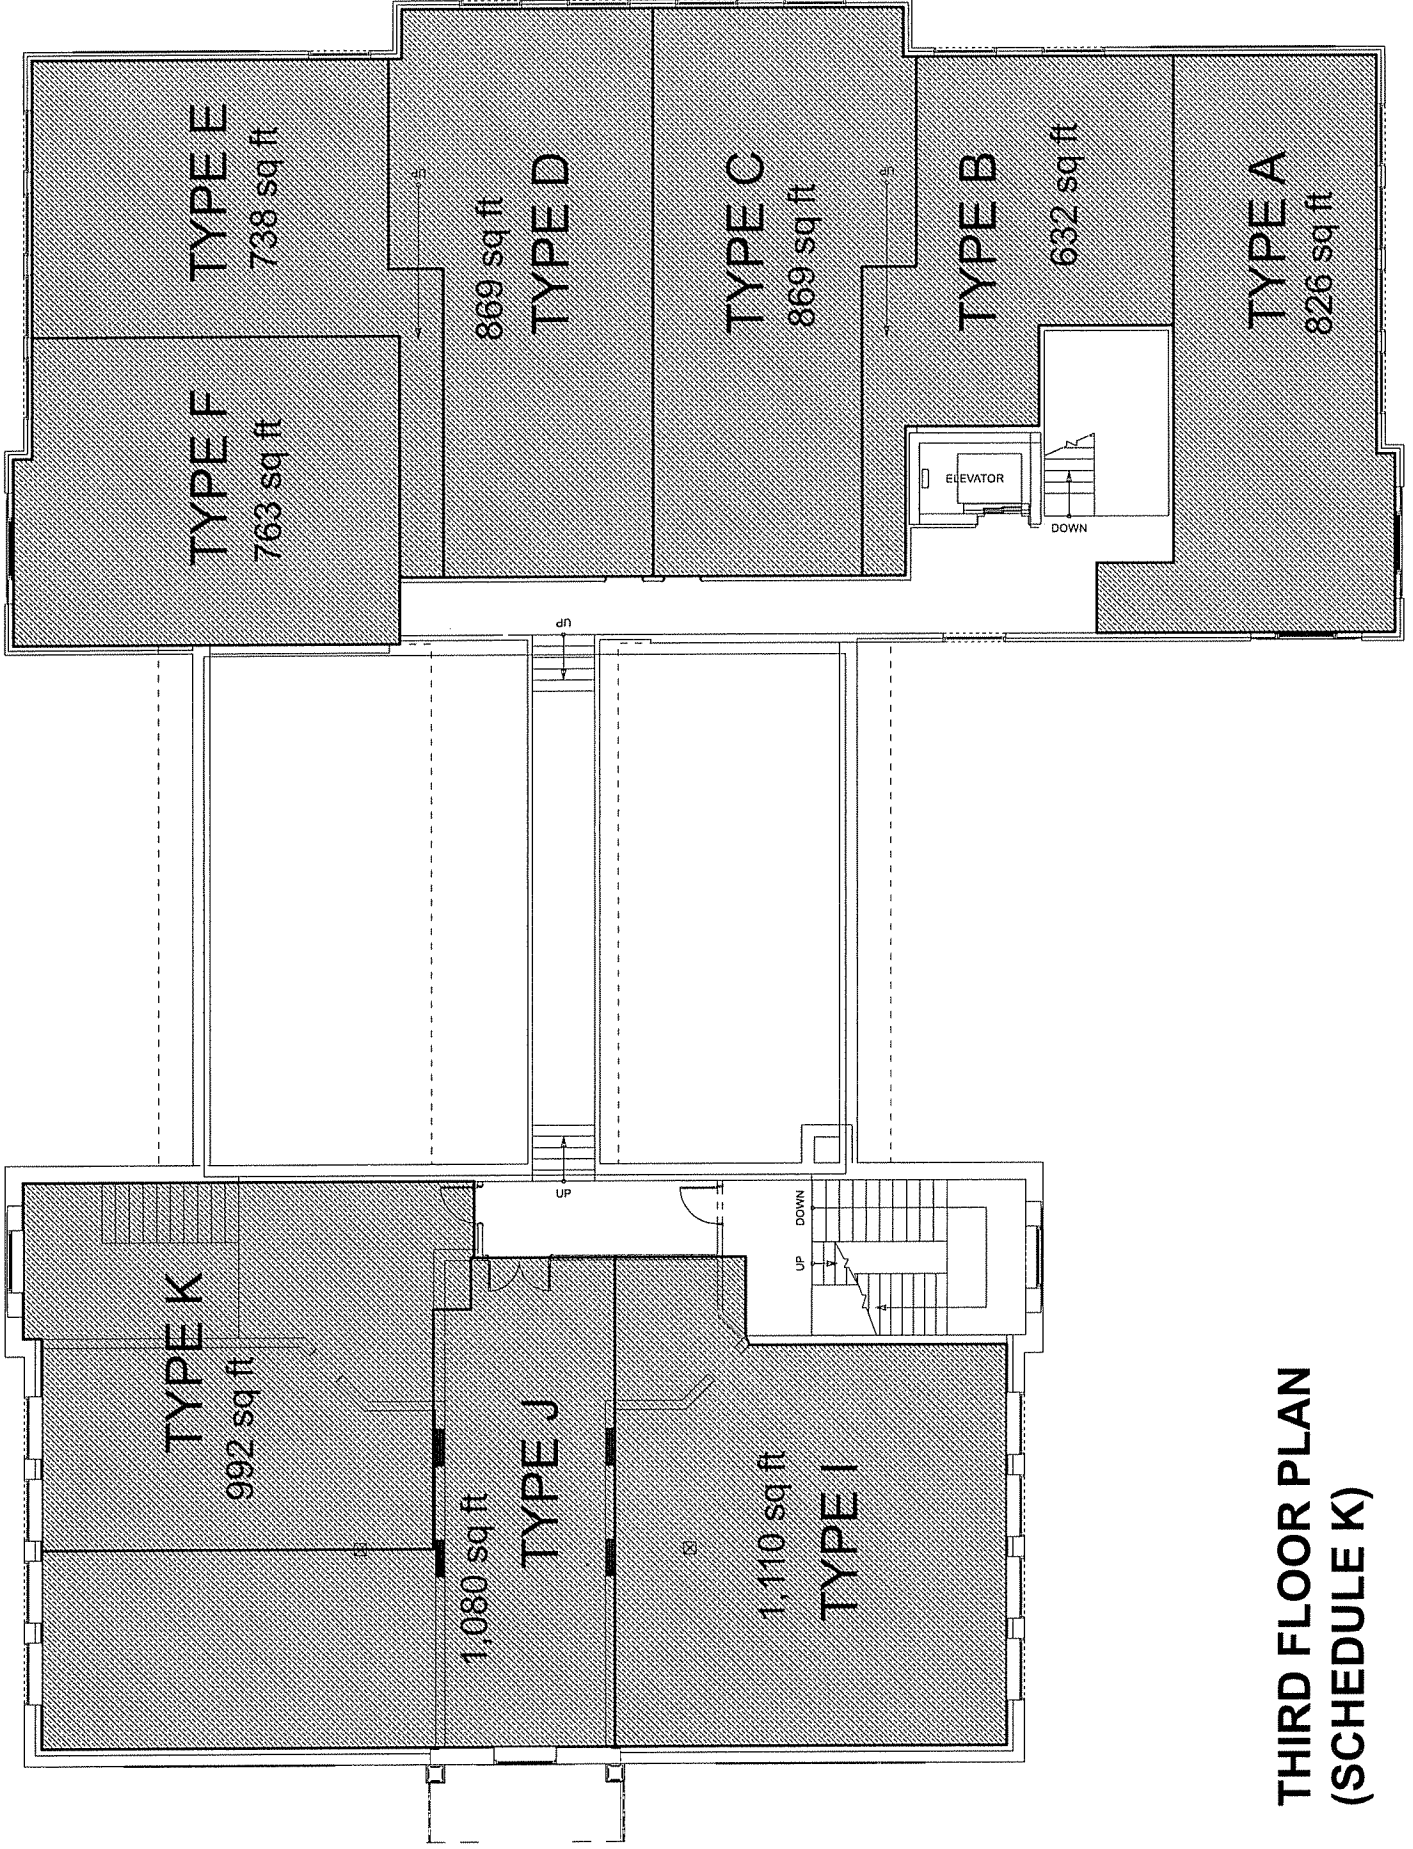 TYPE E
738 sq ft
TYPE F
763 sq ft
UP
869 sq ft
TYPE D
TYPE C
869 sq ft
UP
TYPE B
632 sq ft
TYPE A
826 sq ft
ELEVATOR
DOWN
UP
UP
TYPE K
992 sq ft
1,080 sq ft
TYPE J
1,110 sq ft
TYPE I
DOWN
UP
THIRD FLOOR PLAN
(SCHEDULE K)